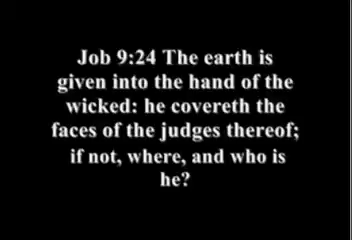 Job 9:24 The earth is
given into the hand of the
wicked: he covereth the
faces of the judges thereof;
if not, where, and who is
he?